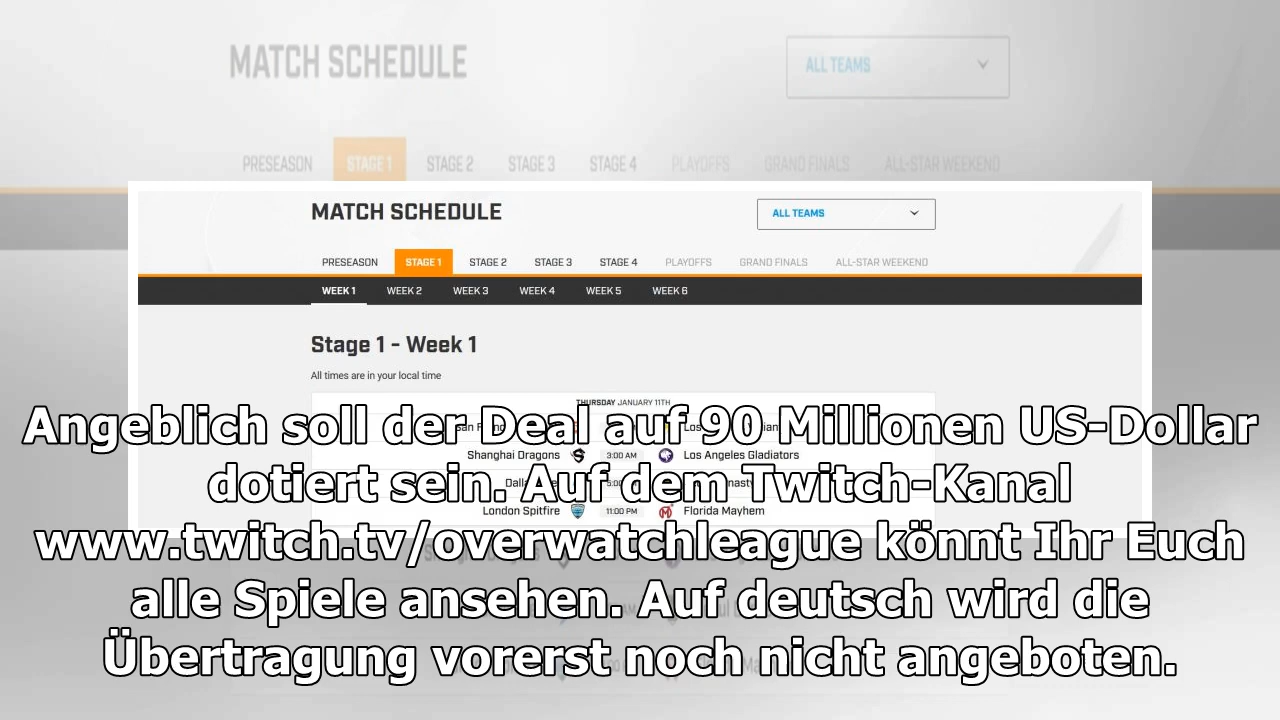 MATCH SCHEDULE
ALL TEAMS
PRESEASON STAGE 1 STAGE 2 STAGE 3 STAGE 4 PLAYOFFS GRAND FINALS ALL-STAR WEEKEND
MATCH SCHEDULE
ALL TEAMS
PRESEASON STAGE 1 STAGE 2 STAGE 3 STAGE 4 PLAYOFFS GRAND FINALS ALL-STAR WEEKEND
WEEK 1 WEEK 2 WEEK 3 WEEK 4 WEEK 5 WEEK 6
Stage 1 - Week 1
All times are in your local time
THURSDAY JANUARY 11TH
Angeblich soll der Deal auf 90 Millionen US-Dollar
Shanghai Dragons 3:00 AM Los Angeles Gladiators
dotiert sein. Auf dem Twitch-Kanal
London Spitfire 11:00 PM Florida Mayhem
www.twitch.tv/overwatchleague könnt Ihr Euch
alle Spiele ansehen. Auf deutsch wird die
Übertragung vorerst noch nicht angeboten.